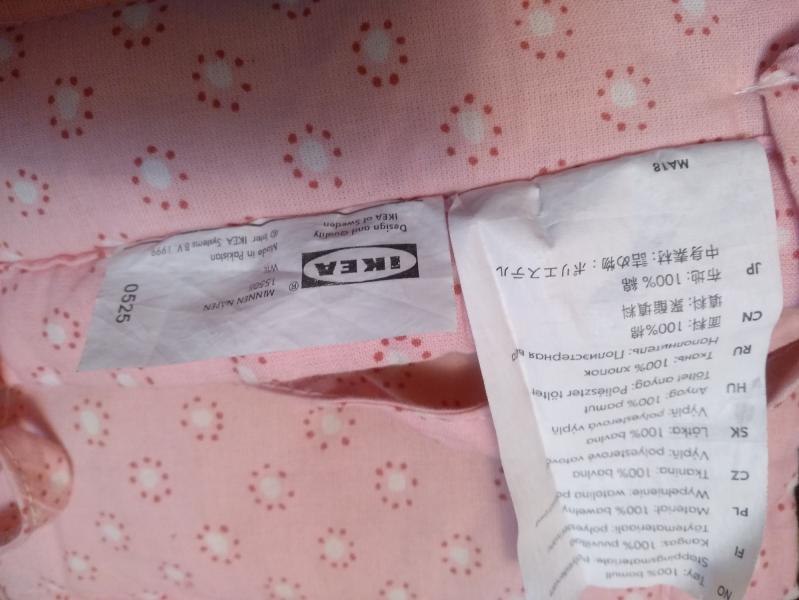 Design and Quality
IKEA of Sweden
IKEA
®
MINNEN NÄPEN
15505
Made in Pakistan
© Inter IKEA Systems B.V. 1999
0525
NO
Tey: 100% bomull
Stoppingsmateriale:
FI
Kangas: 100% puuvillaa
Täytemateriaali:
PL
Materiał: 100% bawełny
Wypełnienie: watolina
CZ
Tkanina: 100% bavlna
Výplň: polyesterové
SK
Látka: 100% bavlna
Výplň: polyesterová výplň
HU
Anyag: 100% pamut
Töltet anyag: Poliészter töltet
RU
Ткань: 100% хлопок
Наполнитель: Полиэстерная
CN
面料: 100%棉
填料: 聚酯填料
JP
布地: 100% 綿
中身素材: 詰め物: ポリエステル
MA18